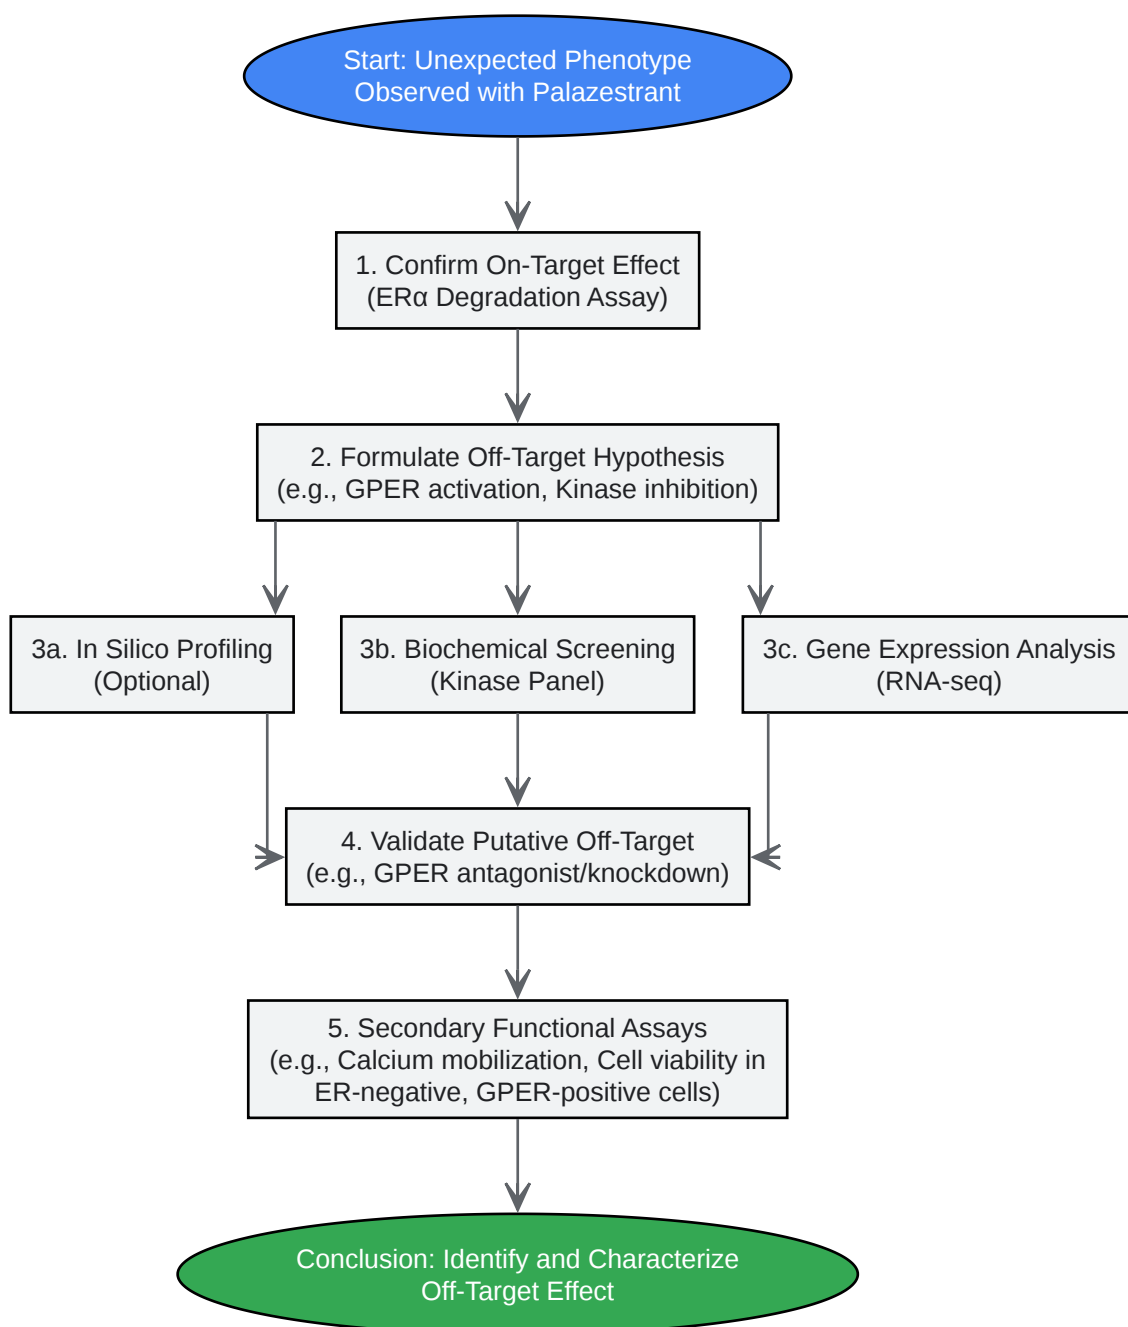 Start: Unexpected Phenotype
Observed with Palazestrant
1. Confirm On-Target Effect
(ERα Degradation Assay)
2. Formulate Off-Target Hypothesis
(e.g., GPER activation, Kinase inhibition)
3a. In Silico Profiling
(Optional)
3b. Biochemical Screening
(Kinase Panel)
3c. Gene Expression Analysis
(RNA-seq)
4. Validate Putative Off-Target
(e.g., GPER antagonist/knockdown)
5. Secondary Functional Assays
(e.g., Calcium mobilization, Cell viability in
ER-negative, GPER-positive cells)
Conclusion: Identify and Characterize
Off-Target Effect